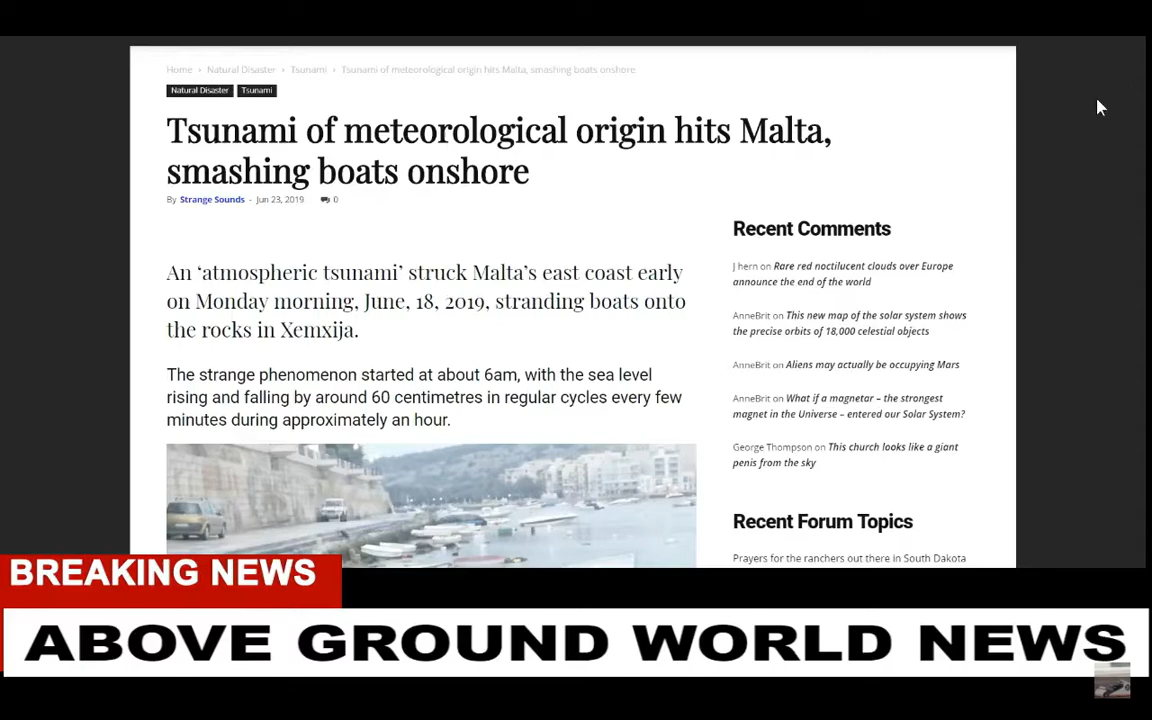 Home › Natural Disaster › Tsunami › Tsunami of meteorological origin hits Malta, smashing boats onshore
Natural Disaster Tsunami
Tsunami of meteorological origin hits Malta,
smashing boats onshore
By Strange Sounds - Jun 23, 2019 0
An ‘atmospheric tsunami’ struck Malta’s east coast early
on Monday morning, June, 18, 2019, stranding boats onto
the rocks in Xemxija.
The strange phenomenon started at about 6am, with the sea level
rising and falling by around 60 centimetres in regular cycles every few
minutes during approximately an hour.
Recent Comments
J hern on Rare red noctilucent clouds over Europe
announce the end of the world
AnneBrit on This new map of the solar system shows
the precise orbits of 18,000 celestial objects
AnneBrit on Aliens may actually be occupying Mars
AnneBrit on What if a magnetar – the strongest
magnet in the Universe – entered our Solar System?
George Thompson on This church looks like a giant
penis from the sky
Recent Forum Topics
Prayers for the ranchers out there in South Dakota
BREAKING NEWS
ABOVE GROUND WORLD NEWS